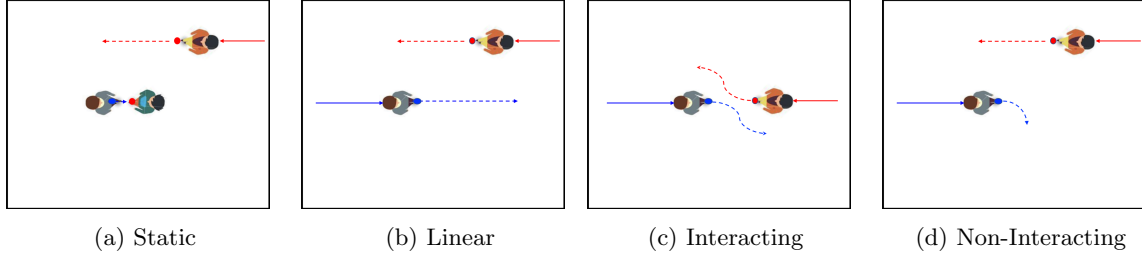 (a) Static
(b) Linear
(c) Interacting
(d) Non-Interacting